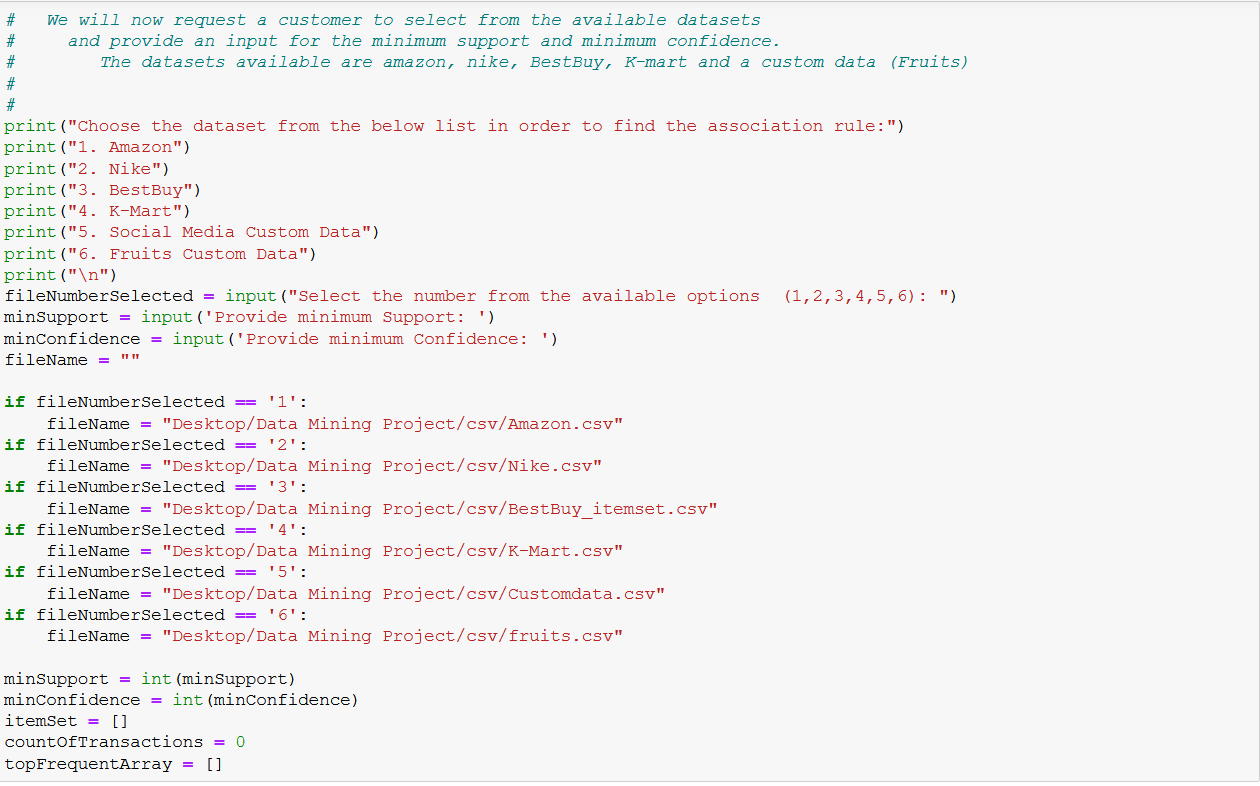 #   We will now request a customer to select from the available datasets
#     and provide an input for the minimum support and minimum confidence.
#        The datasets available are amazon, nike, BestBuy, K-mart and a custom data (Fruits)
#
#
print("Choose the dataset from the below list in order to find the association rule:")
print("1. Amazon")
print("2. Nike")
print("3. BestBuy")
print("4. K-Mart")
print("5. Social Media Custom Data")
print("6. Fruits Custom Data")
print("\n")
fileNumberSelected = input("Select the number from the available options  (1,2,3,4,5,6): ")
minSupport = input('Provide minimum Support: ')
minConfidence = input('Provide minimum Confidence: ')
fileName = ""

if fileNumberSelected == '1':
    fileName = "Desktop/Data Mining Project/csv/Amazon.csv"
if fileNumberSelected == '2':
    fileName = "Desktop/Data Mining Project/csv/Nike.csv"
if fileNumberSelected == '3':
    fileName = "Desktop/Data Mining Project/csv/BestBuy_itemset.csv"
if fileNumberSelected == '4':
    fileName = "Desktop/Data Mining Project/csv/K-Mart.csv"
if fileNumberSelected == '5':
    fileName = "Desktop/Data Mining Project/csv/Customdata.csv"
if fileNumberSelected == '6':
    fileName = "Desktop/Data Mining Project/csv/fruits.csv"

minSupport = int(minSupport)
minConfidence = int(minConfidence)
itemSet = []
countOfTransactions = 0
topFrequentArray = []